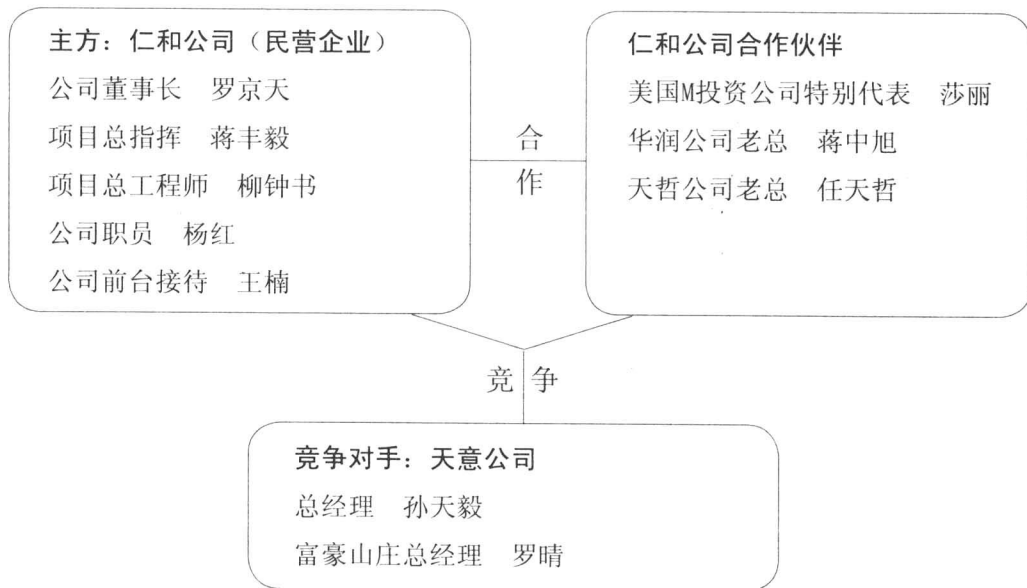 主方：仁和公司（民营企业）
公司董事长 罗京天
项目总指挥 蒋丰毅
项目总工程师 柳钟书
公司职员 杨红
公司前台接待 王楠
合作
仁和公司合作伙伴
美国M投资公司特别代表 莎丽
华润公司老总 蒋中旭
天哲公司老总 任天哲
竞争
竞争对手：天意公司
总经理 孙天毅
富豪山庄总经理 罗晴